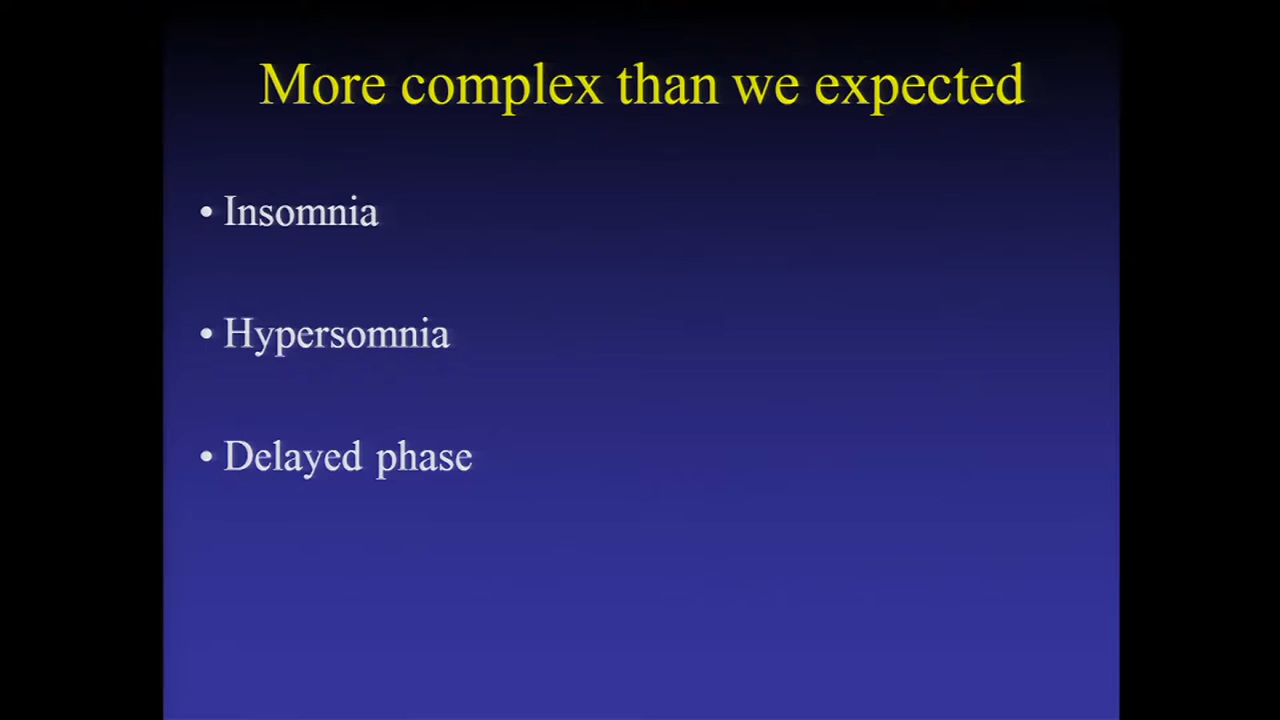 More complex than we expected
• Insomnia
• Hypersomnia
• Delayed phase